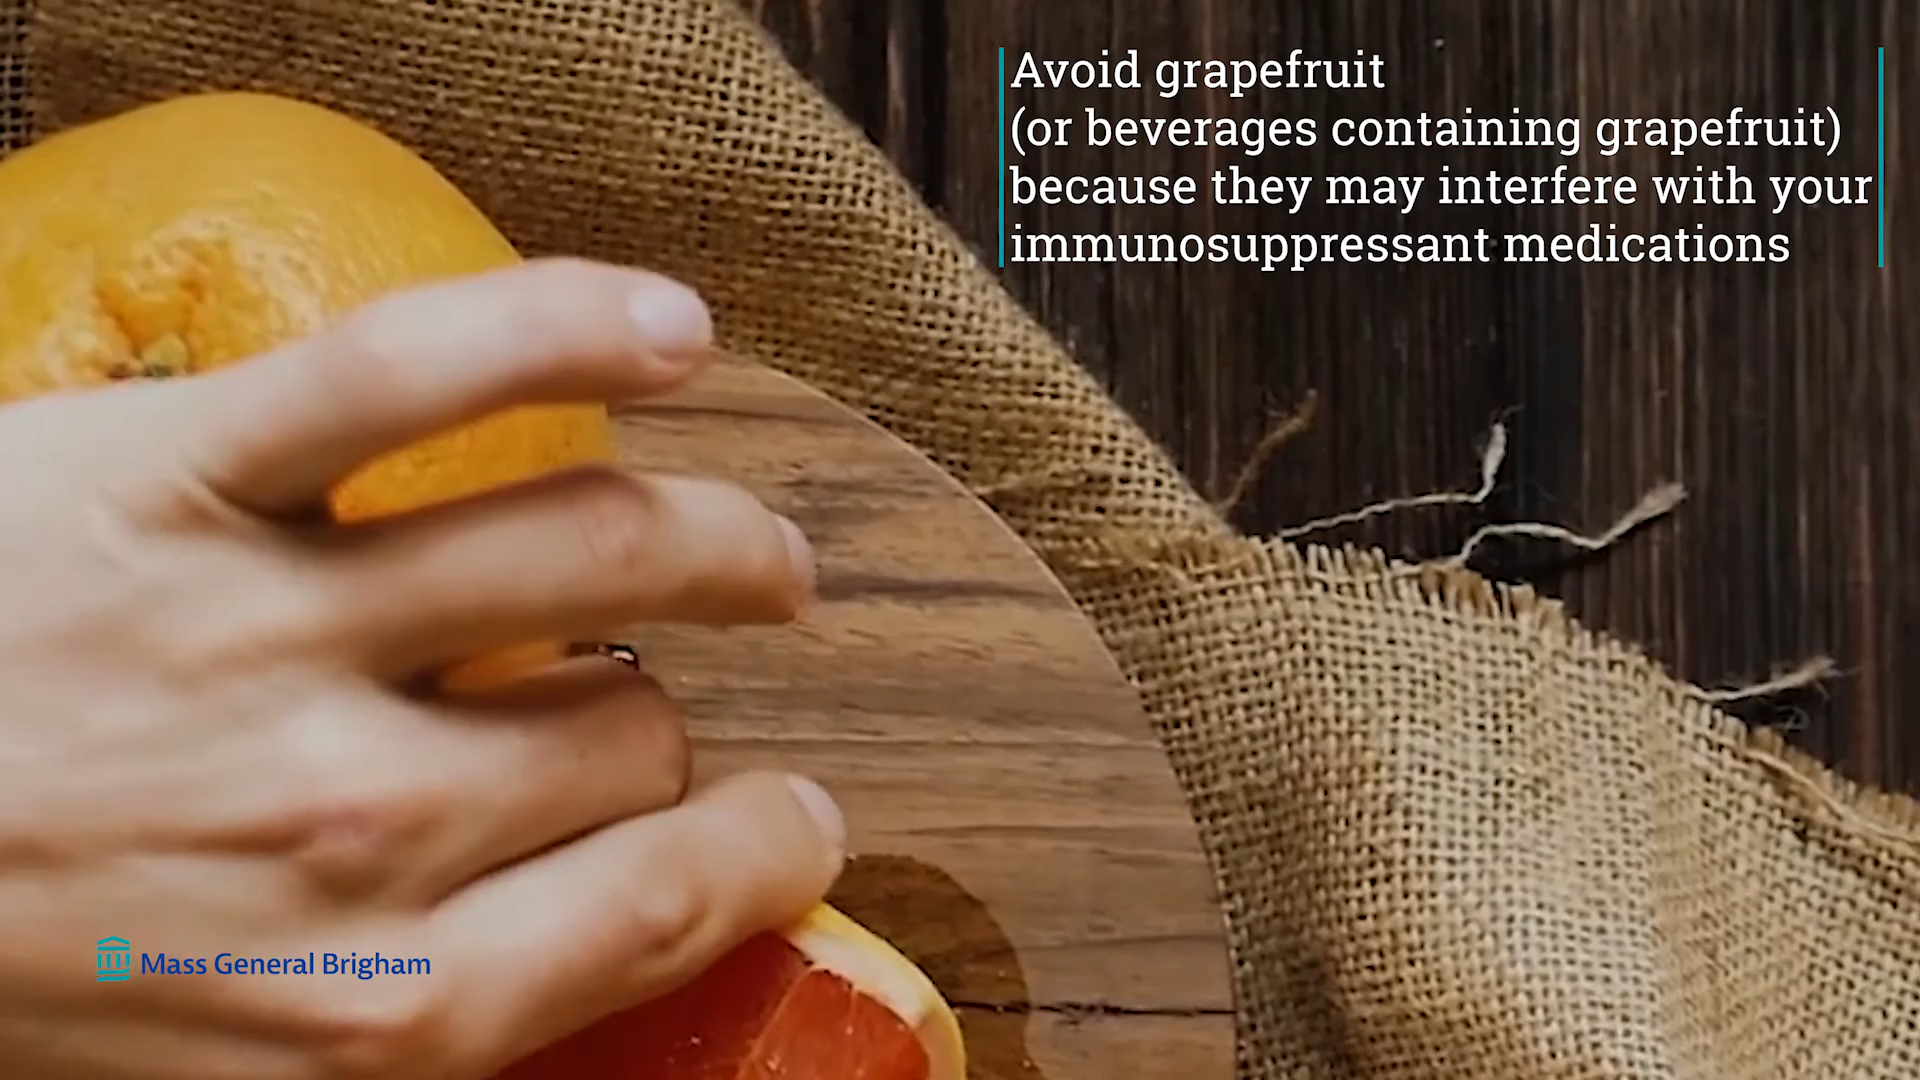 Avoid grapefruit
(or beverages containing grapefruit)
because they may interfere with your
immunosuppressant medications
Mass General Brigham